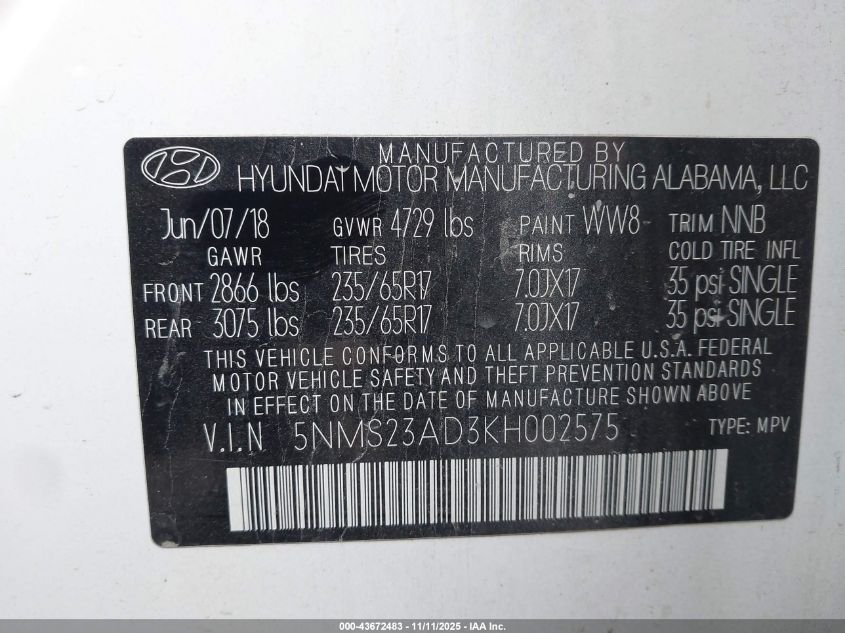 MANUFACTURED BY
HYUNDAI MOTOR MANUFACTURING ALABAMA, LLC
Jun/07/18 GVWR 4729 lbs PAINT WW8 TRIM NNB
GAWR TIRES RIMS COLD TIRE INFL
FRONT 2866 lbs 235/65R17 7.0JX17 35 psi SINGLE
REAR 3075 lbs 235/65R17 7.0JX17 35 psi SINGLE
THIS VEHICLE CONFORMS TO ALL APPLICABLE U.S.A. FEDERAL
MOTOR VEHICLE SAFETY AND THEFT PREVENTION STANDARDS
IN EFFECT ON THE DATE OF MANUFACTURE SHOWN ABOVE
V.I.N 5NMS23AD3KH002575 TYPE: MPV
000-43672483 - 11/11/2025 - IAA Inc.